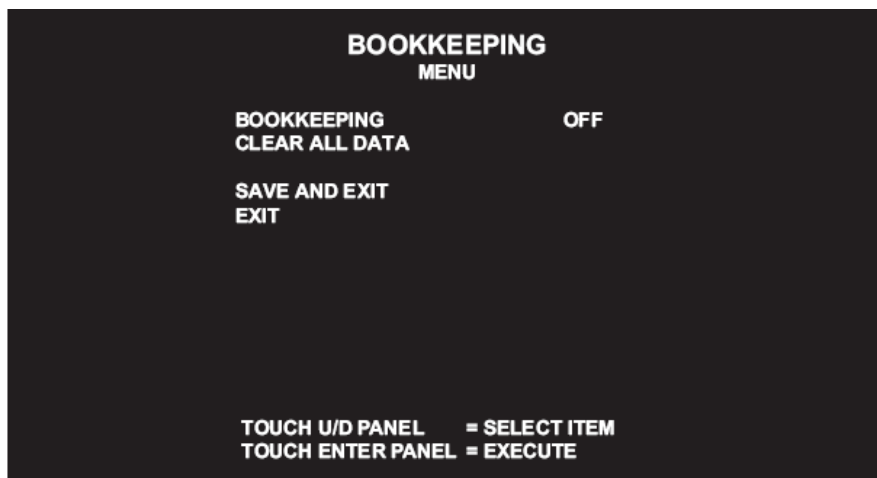 BOOKKEEPING
MENU
BOOKKEEPING OFF
CLEAR ALL DATA
SAVE AND EXIT
EXIT
TOUCH U/D PANEL = SELECT ITEM
TOUCH ENTER PANEL = EXECUTE